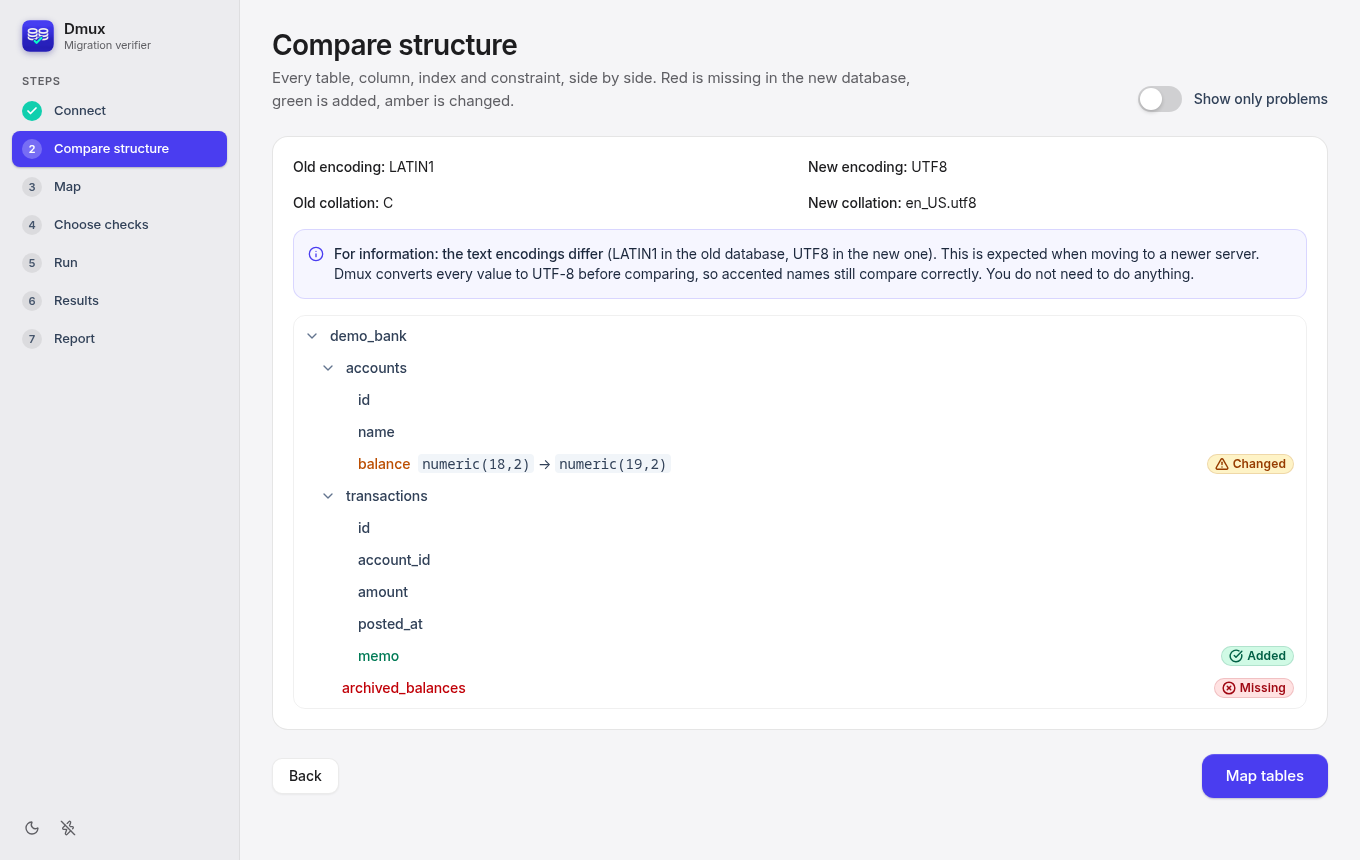 Dmux
Migration verifier
STEPS
Connect
2 Compare structure
3 Map
4 Choose checks
5 Run
6 Results
7 Report
Compare structure
Every table, column, index and constraint, side by side. Red is missing in the new database,
green is added, amber is changed.
Show only problems
Old encoding: LATIN1
New encoding: UTF8
Old collation: C
New collation: en_US.utf8
For information: the text encodings differ (LATIN1 in the old database, UTF8 in the new one). This is expected when moving to a newer server.
Dmux converts every value to UTF-8 before comparing, so accented names still compare correctly. You do not need to do anything.
demo_bank
accounts
id
name
balance numeric(18,2) → numeric(19,2) Changed
transactions
id
account_id
amount
posted_at
memo Added
archived_balances Missing
Back
Map tables